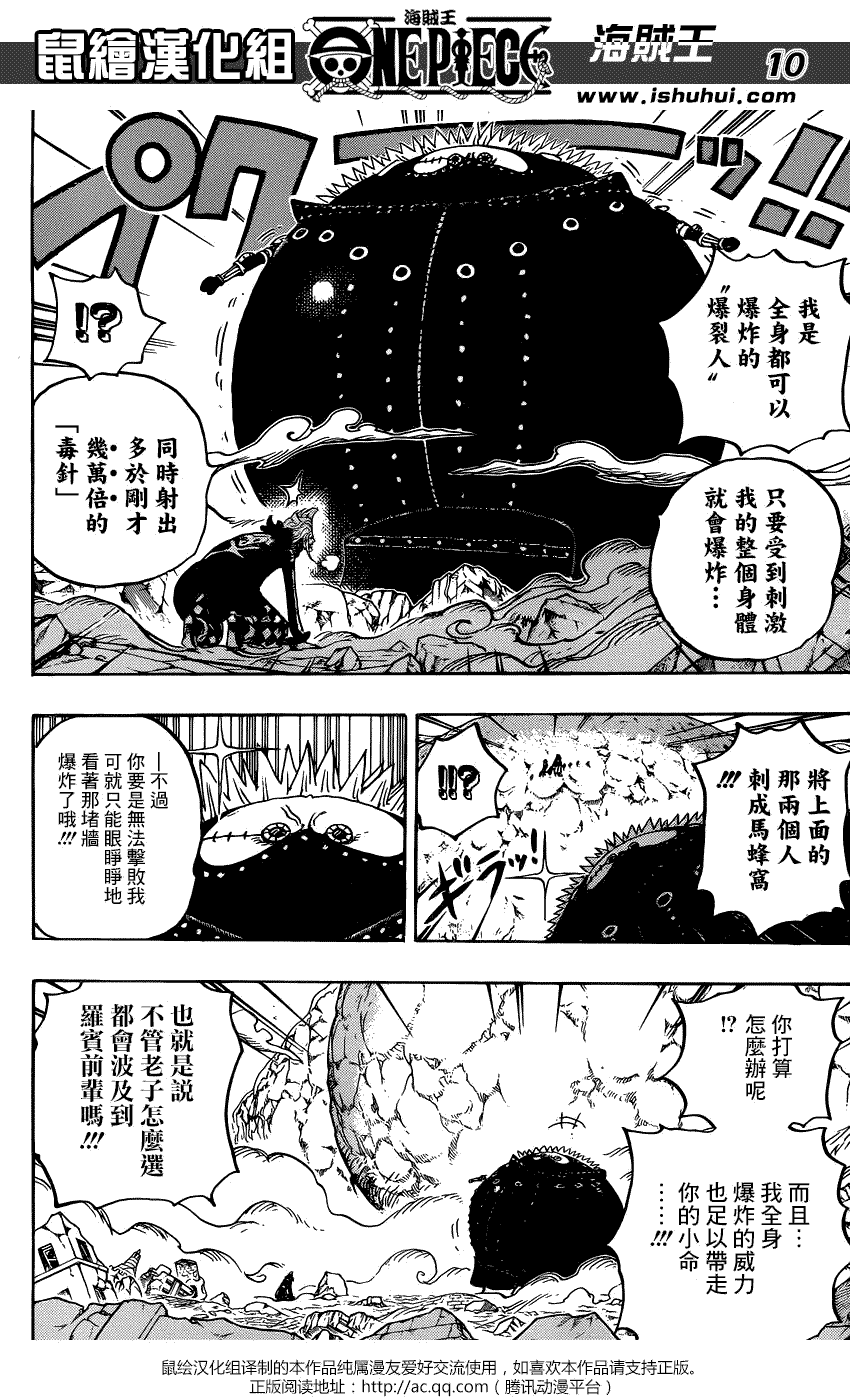 鼠繪漢化組
海賊王
ONE PIECE
海賊王
10
www.ishuhui.com
プクーーッ!!
我是
全身都可以
爆炸的
〝爆裂人〞
!?
只要受到刺激
我的整個身體
就會爆炸…
同時射出
多於剛才
幾萬倍的
「毒針」
將上面的
那兩個人
刺成馬蜂窩
!!!
!!?
ギラッ!
—不過
你要是無法擊敗我
可就只能眼睜睜地
看著那堵牆
爆炸了哦!!!
你打算
怎麼辦呢
!?
而且…
我全身
爆炸的威力
也足以帶走
你的小命
……!!!
也就是説
不管老子怎麼選
都會波及到
羅賓前輩嗎!!!
鼠绘汉化组译制的本作品纯属漫友爱好交流使用，如喜欢本作品请支持正版。
正版阅读地址：http://ac.qq.com（腾讯动漫平台）